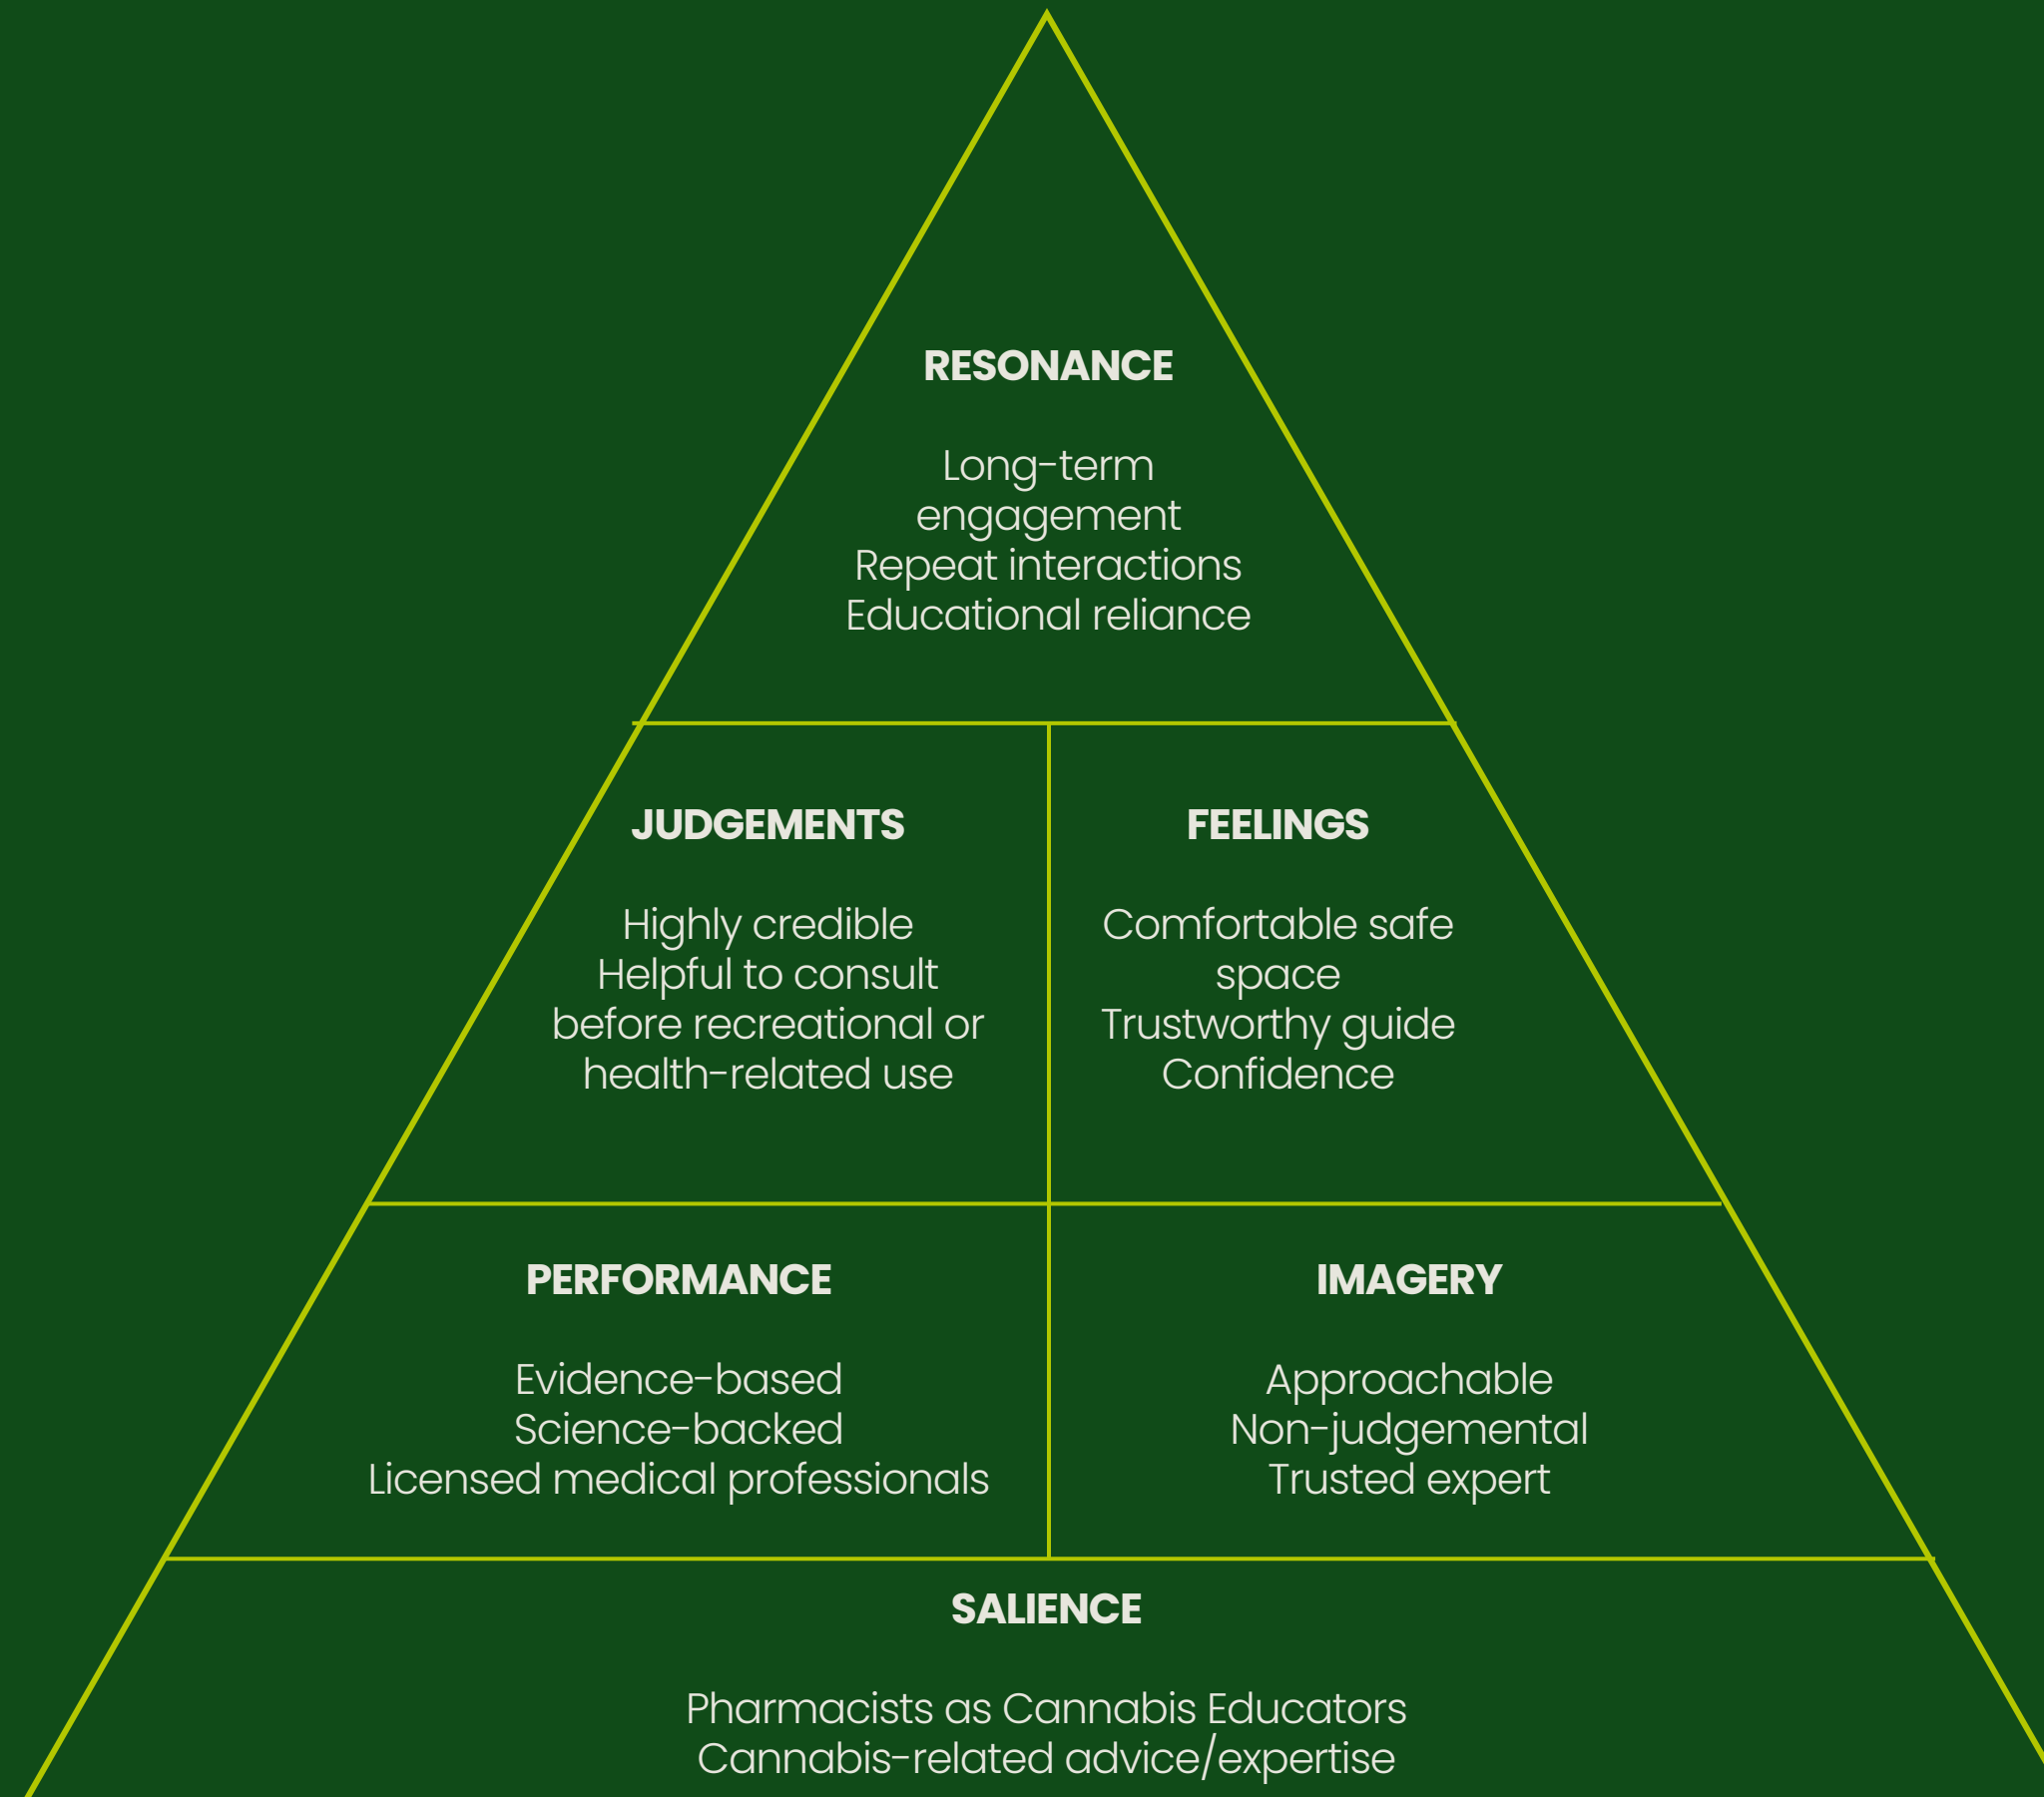 RESONANCE
Long-term
engagement
Repeat interactions
Educational reliance
JUDGEMENTS
Highly credible
Helpful to consult
before recreational or
health-related use
FEELINGS
Comfortable safe
space
Trustworthy guide
Confidence
PERFORMANCE
Evidence-based
Science-backed
Licensed medical professionals
IMAGERY
Approachable
Non-judgemental
Trusted expert
SALIENCE
Pharmacists as Cannabis Educators
Cannabis-related advice/expertise